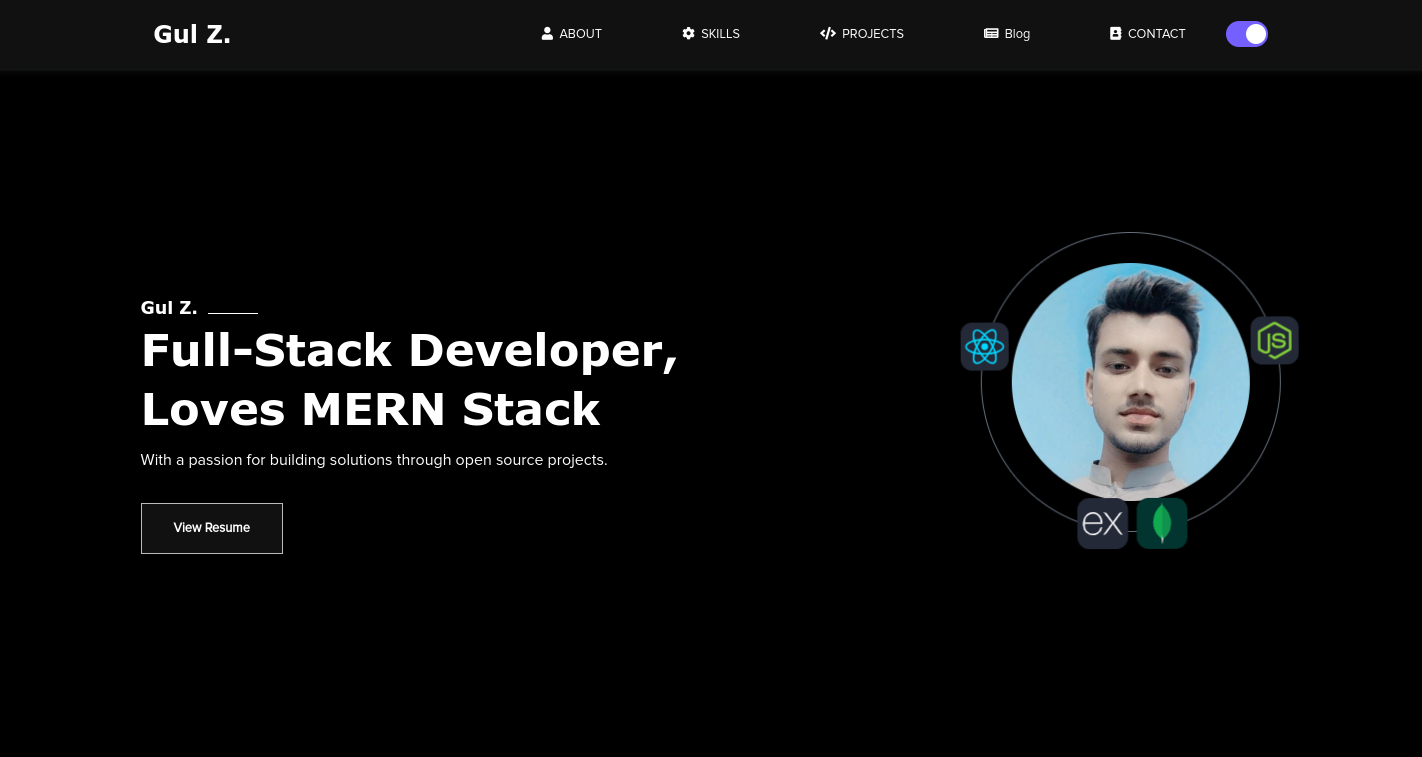 Gul Z.
ABOUT
SKILLS
PROJECTS
Blog
CONTACT
Gul Z.
Full-Stack Developer,
Loves MERN Stack
With a passion for building solutions through open source projects.
View Resume
JS
ex